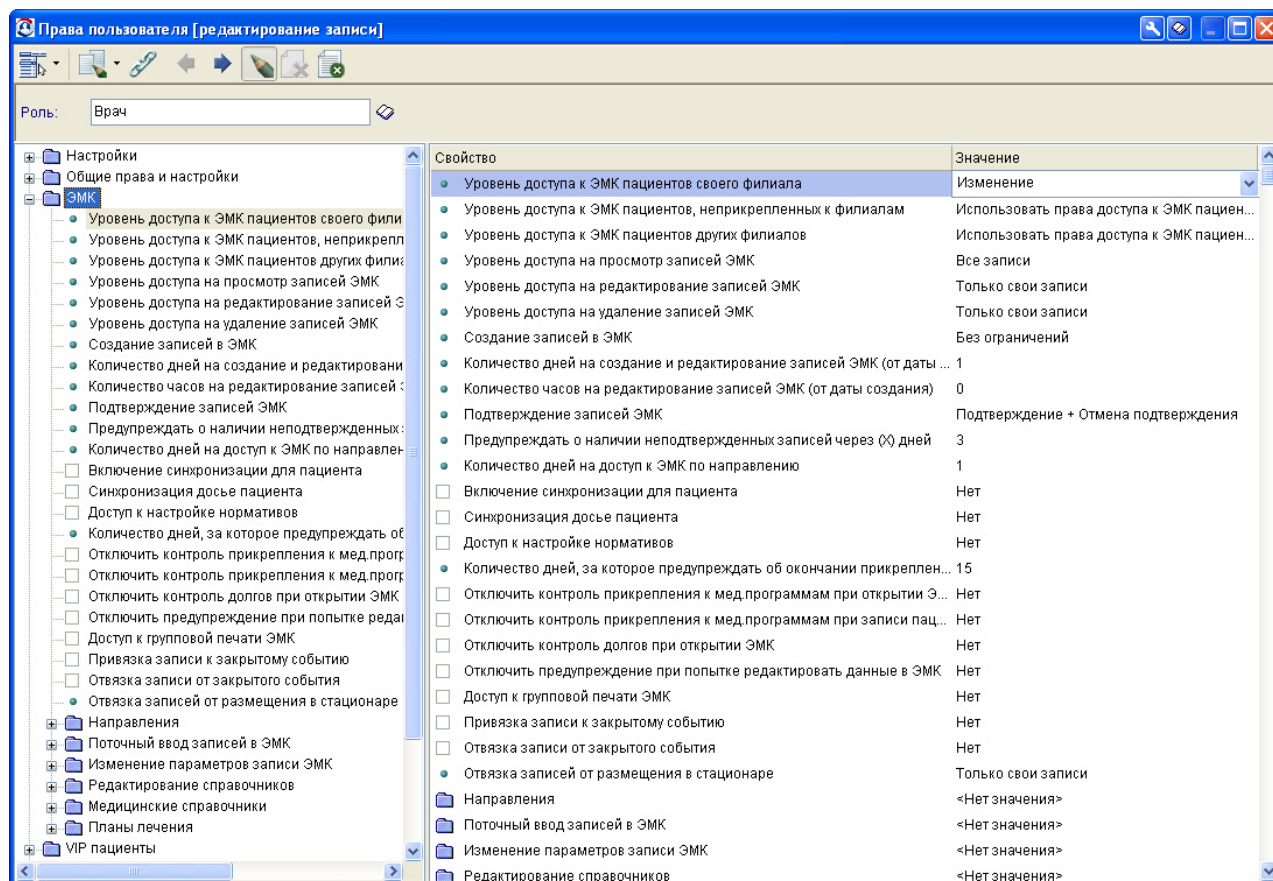 Права пользователя [редактирование записи]
Роль: Врач
Настройки
Общие права и настройки
ЭМК
Уровень доступа к ЭМК пациентов своего фили
Уровень доступа к ЭМК пациентов, неприкрепл
Уровень доступа к ЭМК пациентов других филиа
Уровень доступа на просмотр записей ЭМК
Уровень доступа на редактирование записей Э
Уровень доступа на удаление записей ЭМК
Создание записей в ЭМК
Количество дней на создание и редактировани
Количество часов на редактирование записей
Подтверждение записей ЭМК
Предупреждать о наличии неподтвержденных
Количество дней на доступ к ЭМК по направлен
Включение синхронизации для пациента
Синхронизация досье пациента
Доступ к настройке нормативов
Количество дней, за которое предупреждать об
Отключить контроль прикрепления к мед.прогр
Отключить контроль прикрепления к мед.прогр
Отключить контроль долгов при открытии ЭМК
Отключить предупреждение при попытке редак
Доступ к групповой печати ЭМК
Привязка записи к закрытому событию
Отвязка записи от закрытого события
Отвязка записей от размещения в стационаре
Направления
Поточный ввод записей в ЭМК
Изменение параметров записи ЭМК
Редактирование справочников
Медицинские справочники
Планы лечения
VIP пациенты
Свойство Значение
Уровень доступа к ЭМК пациентов своего филиала Изменение
Уровень доступа к ЭМК пациентов, неприкрепленных к филиалам Использовать права доступа к ЭМК пациен...
Уровень доступа к ЭМК пациентов других филиалов Использовать права доступа к ЭМК пациен...
Уровень доступа на просмотр записей ЭМК Все записи
Уровень доступа на редактирование записей ЭМК Только свои записи
Уровень доступа на удаление записей ЭМК Только свои записи
Создание записей в ЭМК Без ограничений
Количество дней на создание и редактирование записей ЭМК (от даты ... 1
Количество часов на редактирование записей ЭМК (от даты создания) 0
Подтверждение записей ЭМК Подтверждение + Отмена подтверждения
Предупреждать о наличии неподтвержденных записей через (X) дней 3
Количество дней на доступ к ЭМК по направлению 1
Включение синхронизации для пациента Нет
Синхронизация досье пациента Нет
Доступ к настройке нормативов Нет
Количество дней, за которое предупреждать об окончании прикреплен... 15
Отключить контроль прикрепления к мед.программам при открытии Э... Нет
Отключить контроль прикрепления к мед.программам при записи пац... Нет
Отключить контроль долгов при открытии ЭМК Нет
Отключить предупреждение при попытке редактировать данные в ЭМК Нет
Доступ к групповой печати ЭМК Нет
Привязка записи к закрытому событию Нет
Отвязка записи от закрытого события Нет
Отвязка записей от размещения в стационаре Только свои записи
Направления <Нет значения>
Поточный ввод записей в ЭМК <Нет значения>
Изменение параметров записи ЭМК <Нет значения>
Редактирование справочников <Нет значения>